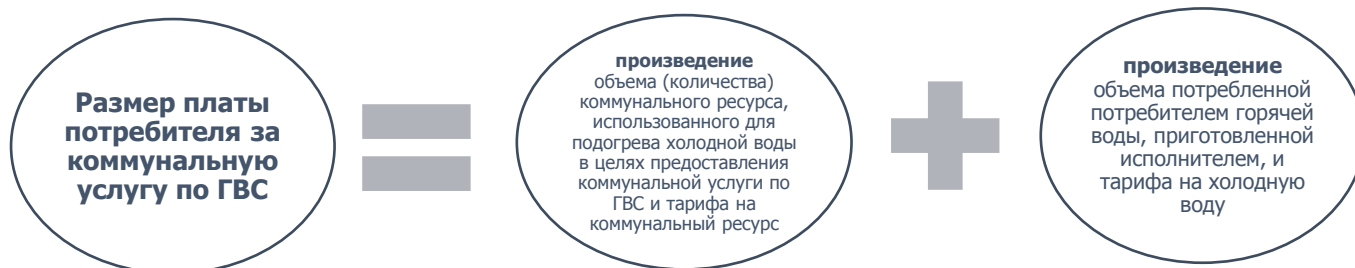 Размер платы
потребителя за
коммунальную
услугу по ГВС
произведение
объема (количества)
коммунального ресурса,
использованного для
подогрева холодной воды
в целях предоставления
коммунальной услуги по
ГВС и тарифа на
коммунальный ресурс
произведение
объема потребленной
потребителем горячей
воды, приготовленной
исполнителем, и
тарифа на холодную
воду